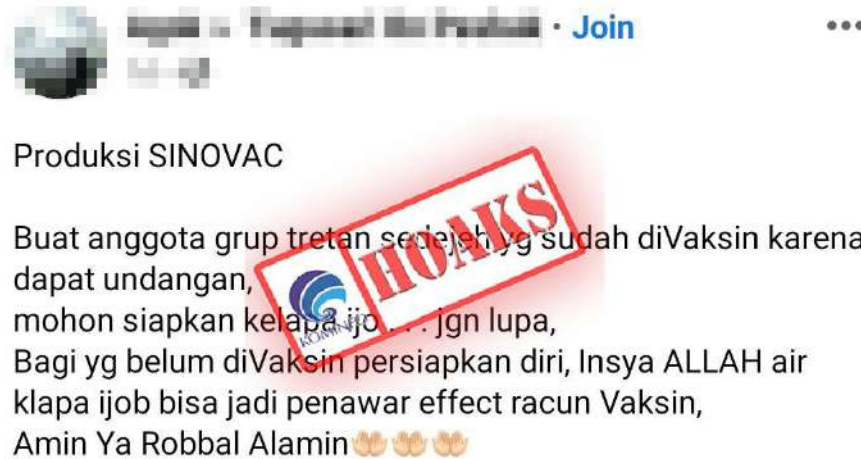 Join
Produksi SINOVAC
Buat anggota grup tretan sedejeh yg sudah diVaksin karena
dapat undangan,
mohon siapkan kelapa ijo . . . jgn lupa,
Bagi yg belum diVaksin persiapkan diri, Insya ALLAH air
klapa ijob bisa jadi penawar effect racun Vaksin,
Amin Ya Robbal Alamin🤲🏻🤲🏻🤲🏻
HOAKS
KOMINFO